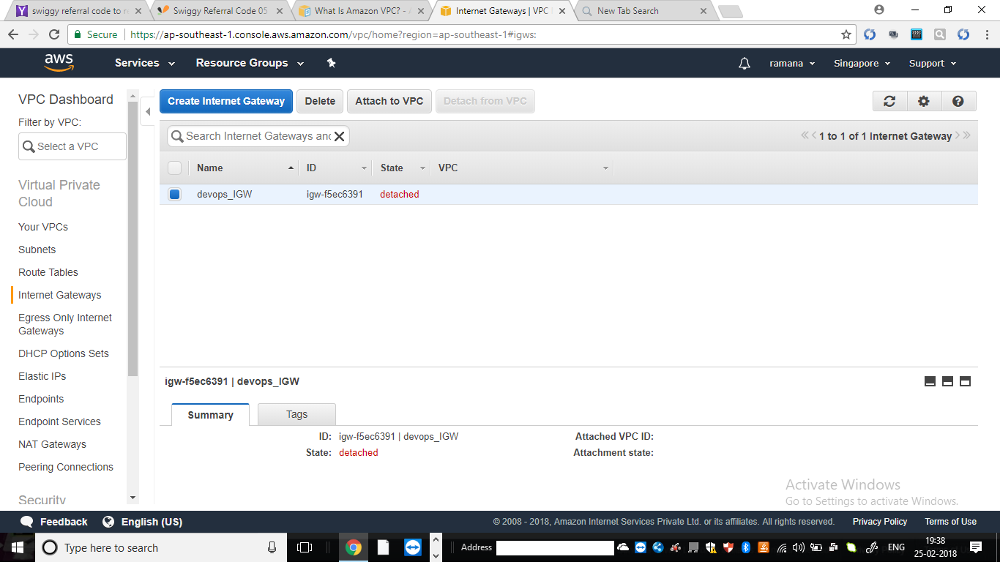 swiggy referral code to r
Swiggy Referral Code 05
What Is Amazon VPC? - A
Internet Gateways | VPC
New Tab Search
Secure
https://ap-southeast-1.console.aws.amazon.com/vpc/home?region=ap-southeast-1#igws:
aws
Services
Resource Groups
ramana
Singapore
Support
VPC Dashboard
Filter by VPC:
Select a VPC
Virtual Private
Cloud
Your VPCs
Subnets
Route Tables
Internet Gateways
Egress Only Internet
Gateways
DHCP Options Sets
Elastic IPs
Endpoints
Endpoint Services
NAT Gateways
Peering Connections
Security
Create Internet Gateway
Delete
Attach to VPC
Detach from VPC
Search Internet Gateways and
1 to 1 of 1 Internet Gateway
Name
ID
State
VPC
devops_IGW
igw-f5ec6391
detached
igw-f5ec6391 | devops_IGW
Summary
Tags
ID: igw-f5ec6391 | devops_IGW
Attached VPC ID:
State: detached
Attachment state:
Activate Windows
Go to Settings to activate Windows.
Feedback
English (US)
© 2008 - 2018, Amazon Internet Services Private Ltd. or its affiliates. All rights reserved.
Privacy Policy
Terms of Use
Type here to search
Address
ENG
19:38
25-02-2018